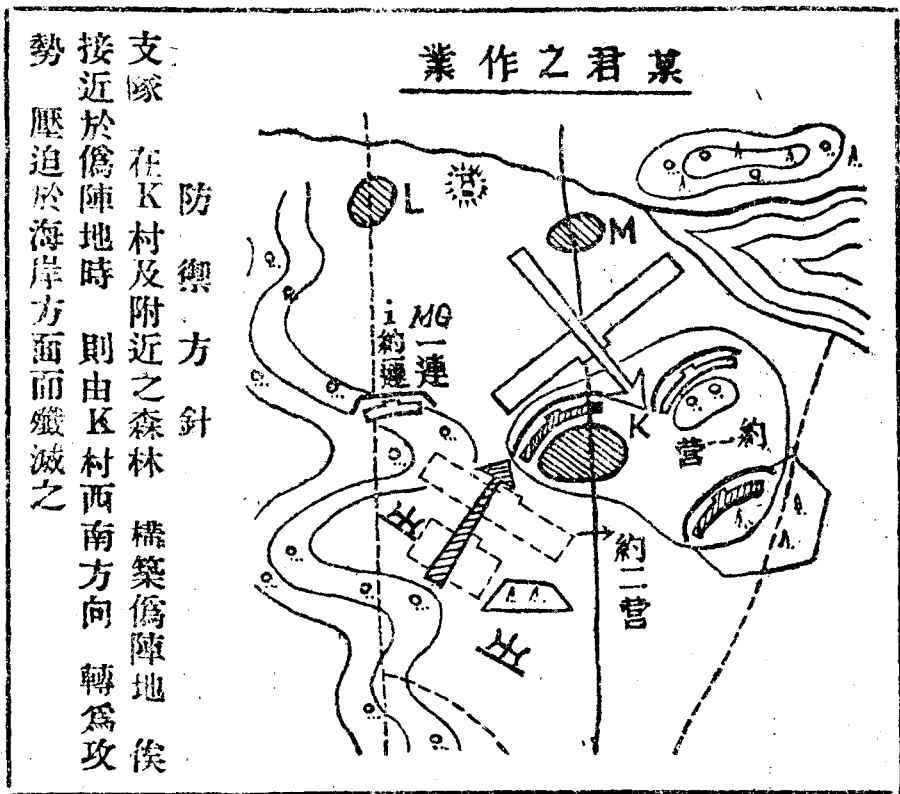 某君之作業
防禦方針
支隊 在K村及附近之森林 構築僞陣地 俟
接近於僞陣地時 則由K村西南方向 轉爲攻
勢 壓迫於海岸方面而殲滅之
L
M
MG一連
i約一連
K
約一营
約二营